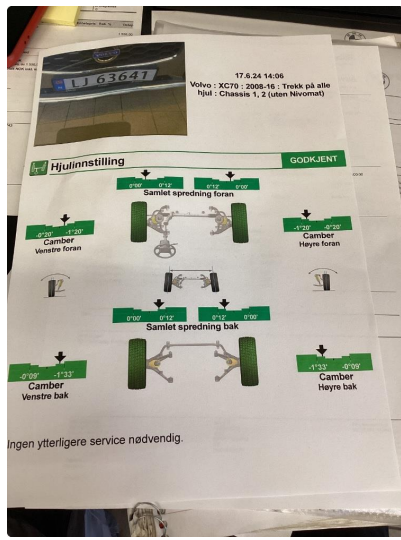 LJ 63641
17.6.24 14:06
Volvo : XC70 : 2008-16 : Trekk på alle
hjul : Chassis 1, 2 (uten Nivomat)
Hjulinnstilling GODKJENT
0°00' 0°12' 0°12' 0°00'
Samlet spredning foran
-0°20' -1°20' -1°20' -0°20'
Camber Camber
Venstre foran Høyre foran
0°00' 0°12' 0°12' 0°00'
Samlet spredning bak
-0°09' -1°33' -1°33' -0°09'
Camber Camber
Venstre bak Høyre bak
Ingen ytterligere service nødvendig.